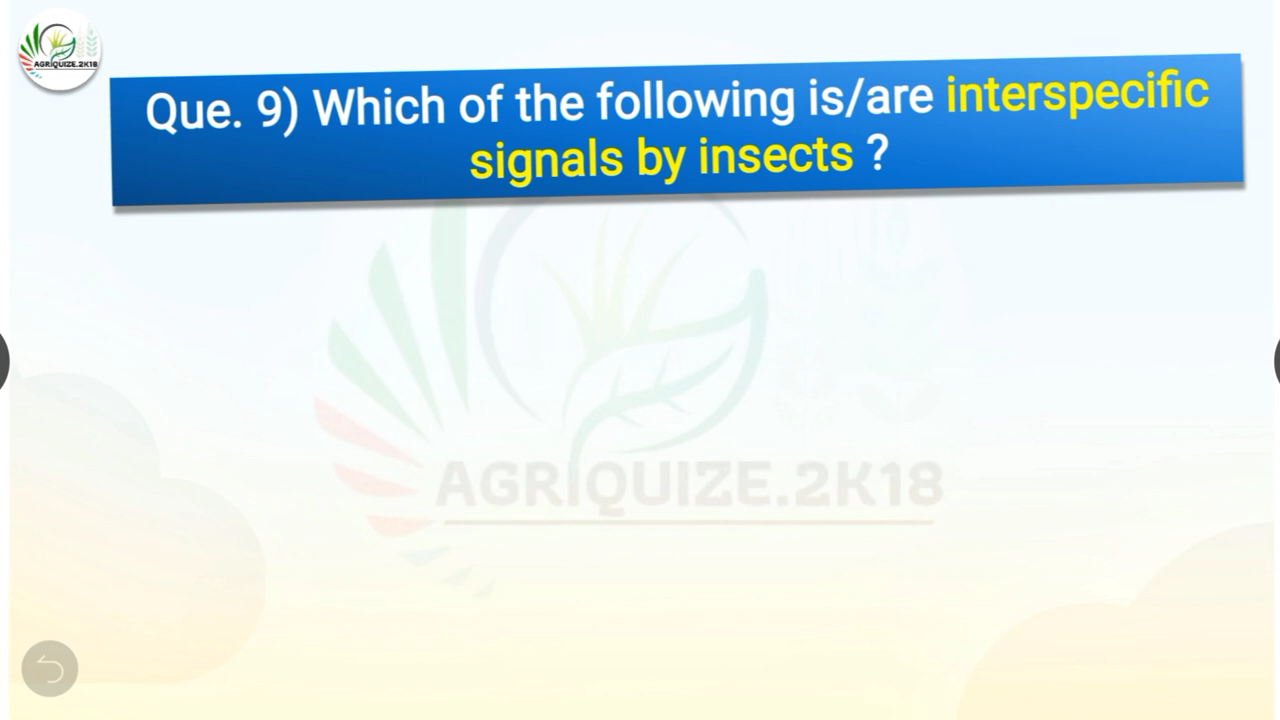 AGRIQUIZE.2K18
Que. 9) Which of the following is/are interspecific
signals by insects ?
AGRIQUIZE.2K18